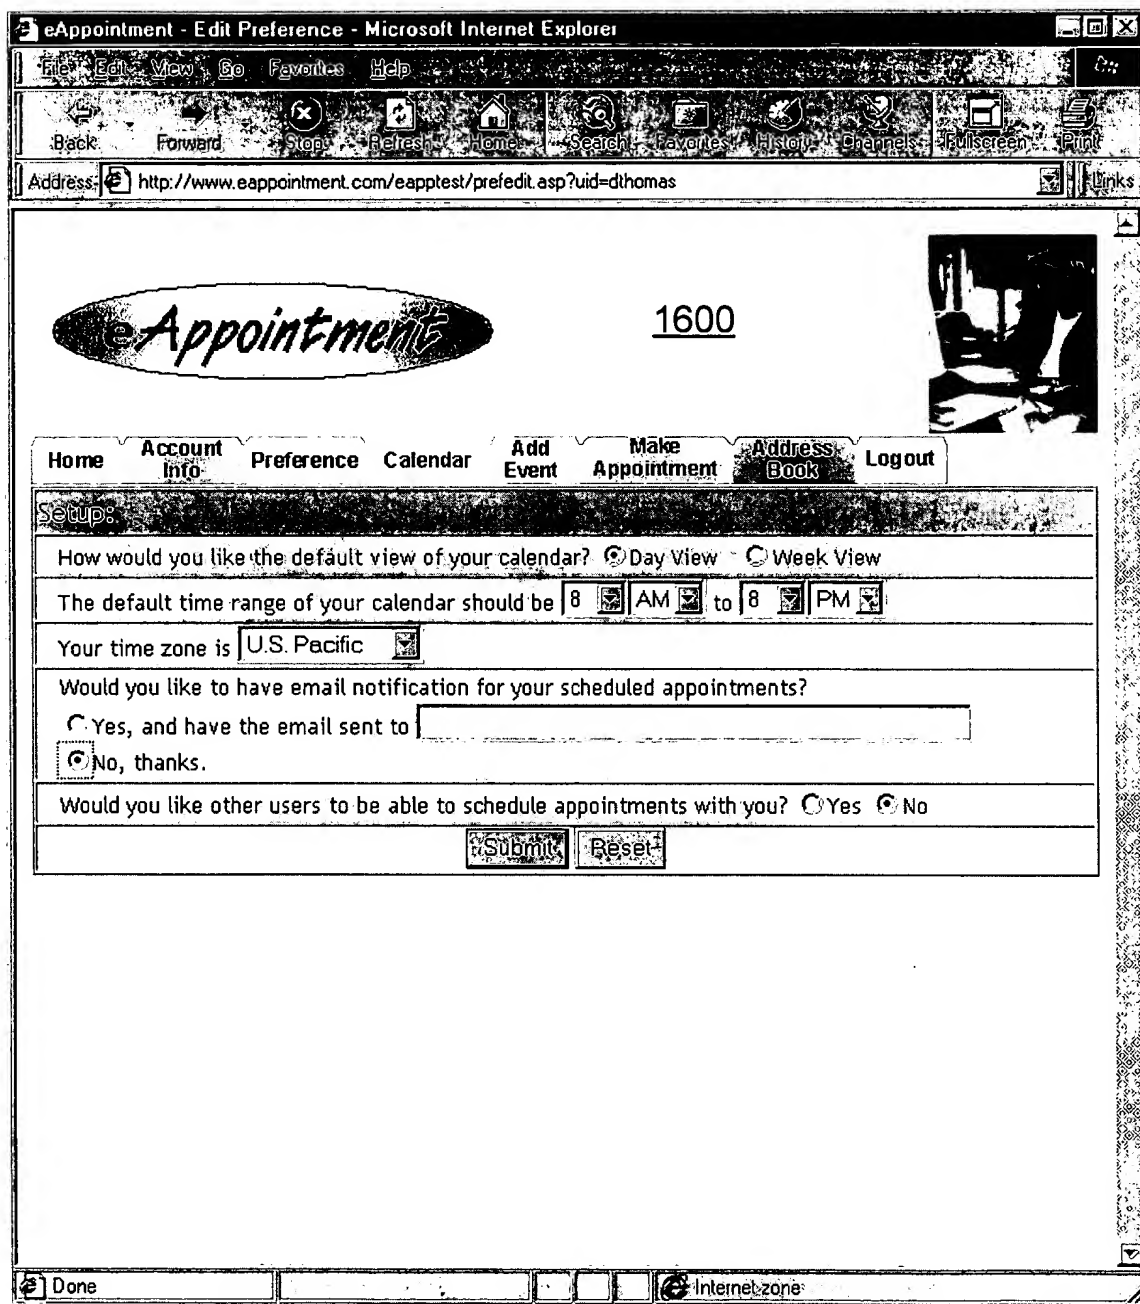 eAppointment - Edit Preference - Microsoft Internet Explorer
File Edit View Go Favorites Help
Back Forward Stop Refresh Home Search Favorites History Channels Fullscreen Print
Address http://www.eappointment.com/eapptest/prefedit.asp?uid=dthomas Links
eAppointment
1600
Home Account Info Preference Calendar Add Event Make Appointment Address Book Logout
Setup:
How would you like the default view of your calendar? Day View Week View
The default time range of your calendar should be 8 AM to 8 PM
Your time zone is U.S. Pacific
Would you like to have email notification for your scheduled appointments?
Yes, and have the email sent to
No, thanks.
Would you like other users to be able to schedule appointments with you? Yes No
Submit Reset
Done Internet zone